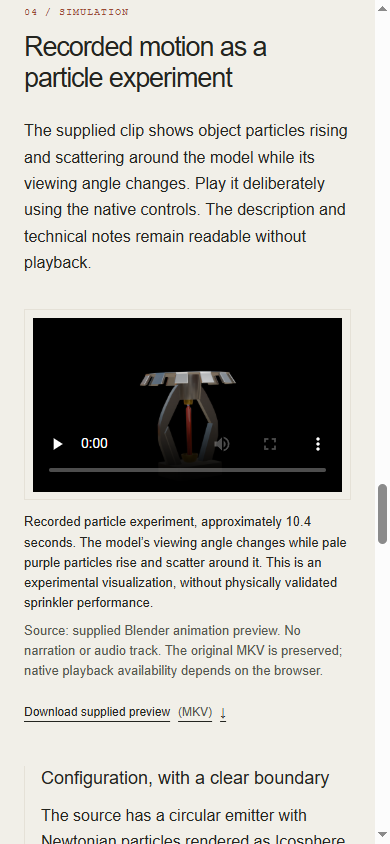 04 / SIMULATION
Recorded motion as a
particle experiment
The supplied clip shows object particles rising
and scattering around the model while its
viewing angle changes. Play it deliberately
using the native controls. The description and
technical notes remain readable without
playback.
0:00
Recorded particle experiment, approximately 10.4
seconds. The model’s viewing angle changes while pale
purple particles rise and scatter around it. This is an
experimental visualization, without physically validated
sprinkler performance.
Source: supplied Blender animation preview. No
narration or audio track. The original MKV is preserved;
native playback availability depends on the browser.
Download supplied preview (MKV) ↓
Configuration, with a clear boundary
The source has a circular emitter with
Newtonian particles rendered as Icosphere